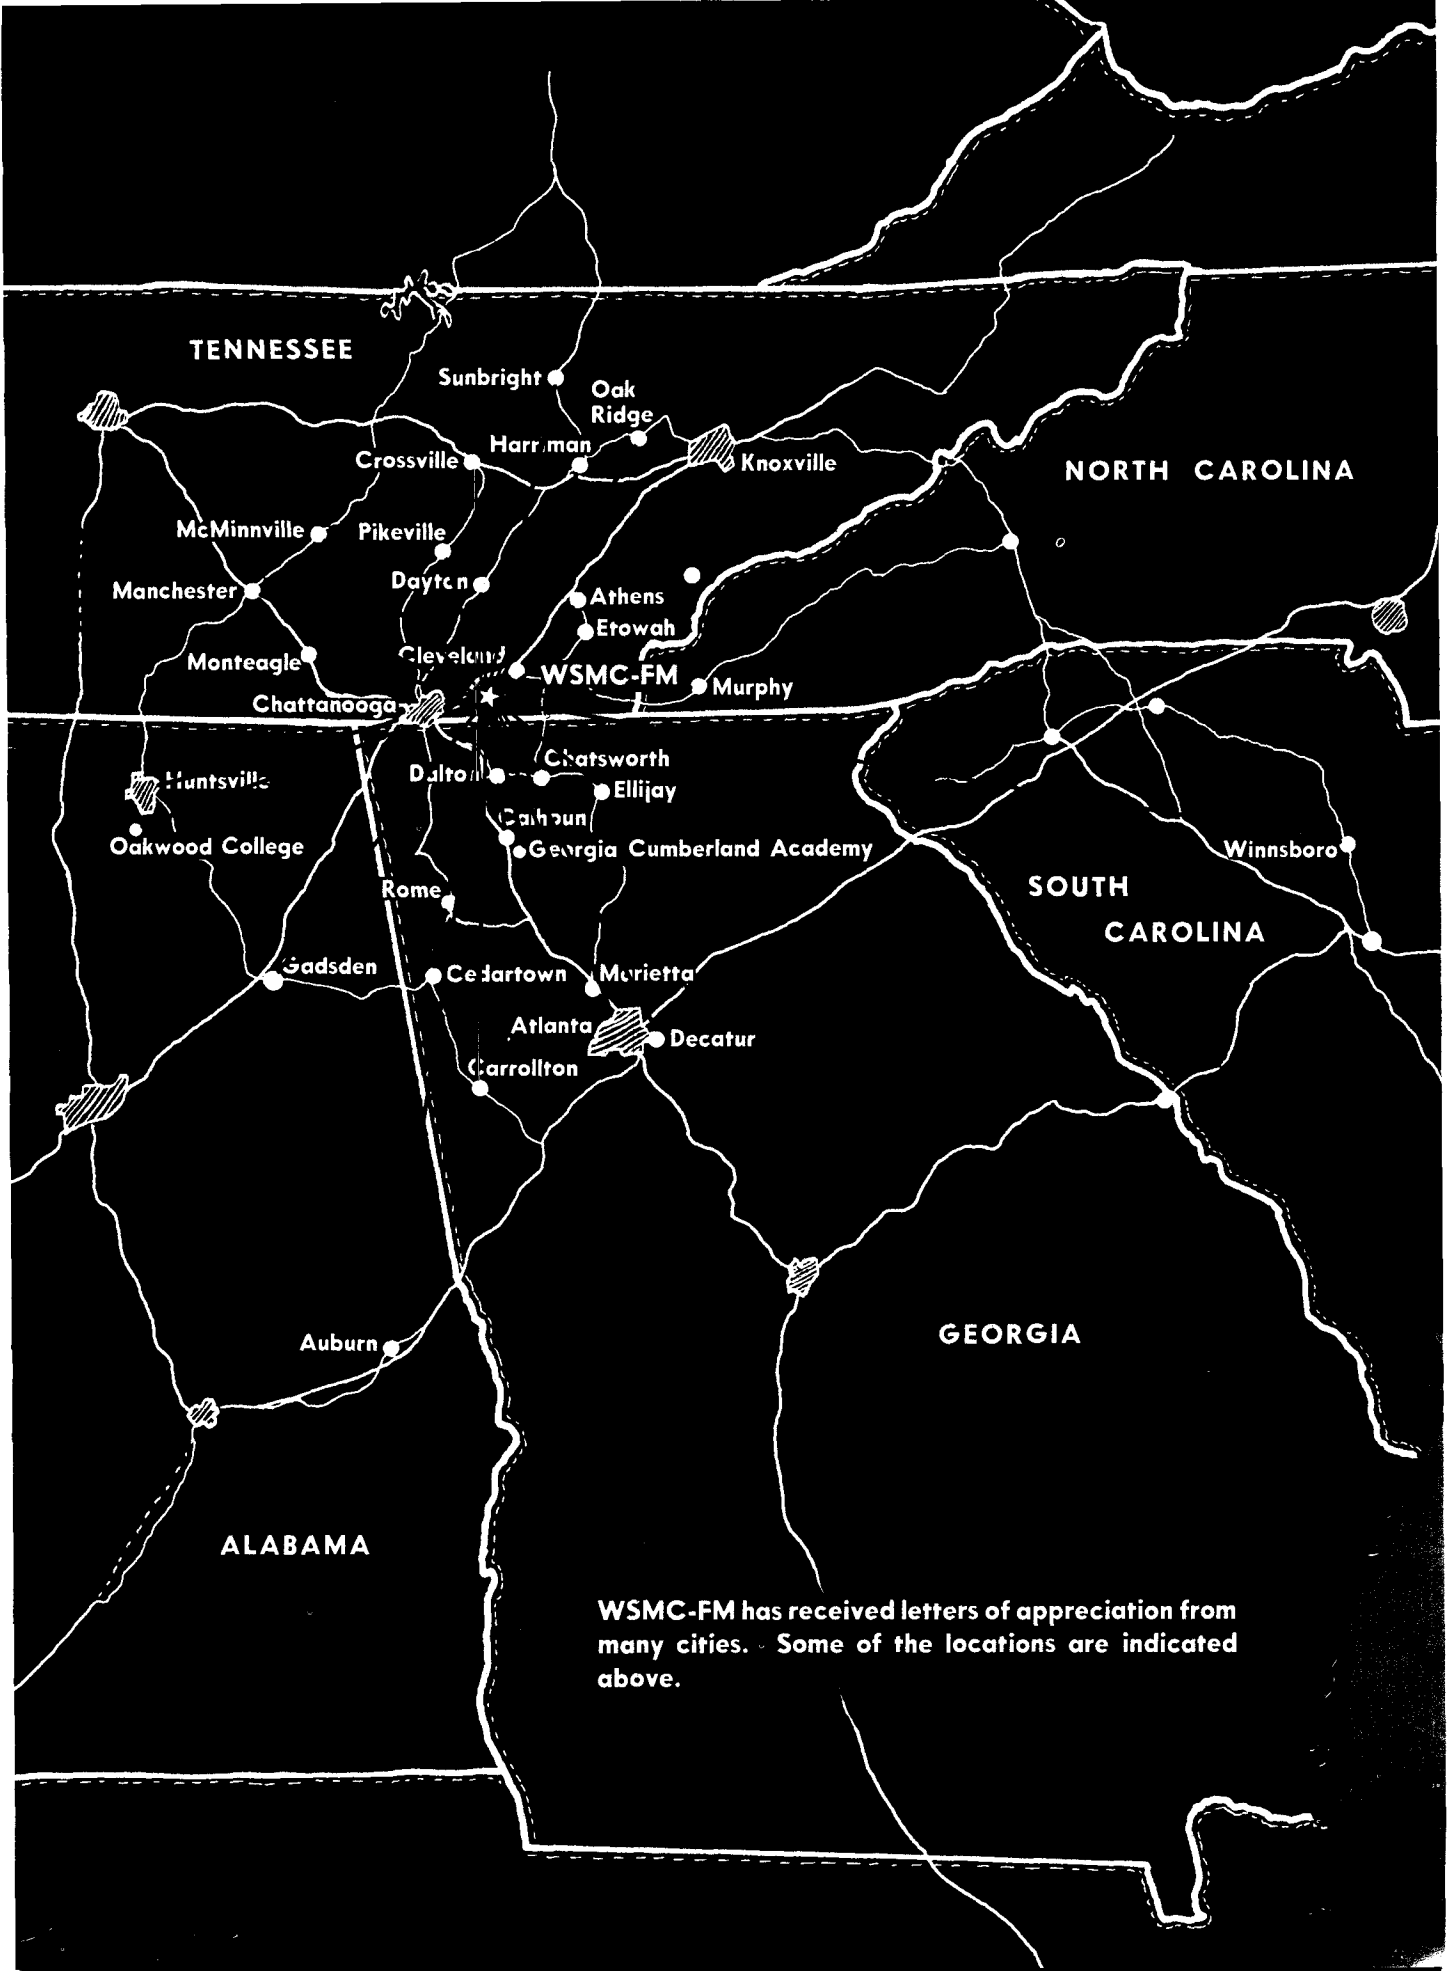 TENNESSEE
Sunbright
Oak
Ridge
Harriman
Crossville
Knoxville
NORTH CAROLINA
McMinnville
Pikeville
Dayton
Manchester
Athens
Etowah
Cleveland
Monteagle
WSMC-FM
Murphy
Chattanooga
Chatsworth
Dalton
Huntsville
Ellijay
Calhoun
Oakwood College
Georgia Cumberland Academy
Winnsboro
Rome
SOUTH
CAROLINA
Gadsden
Cedartown
Marietta
Atlanta
Decatur
Carrollton
GEORGIA
Auburn
ALABAMA
WSMC-FM has received letters of appreciation from
many cities. Some of the locations are indicated
above.